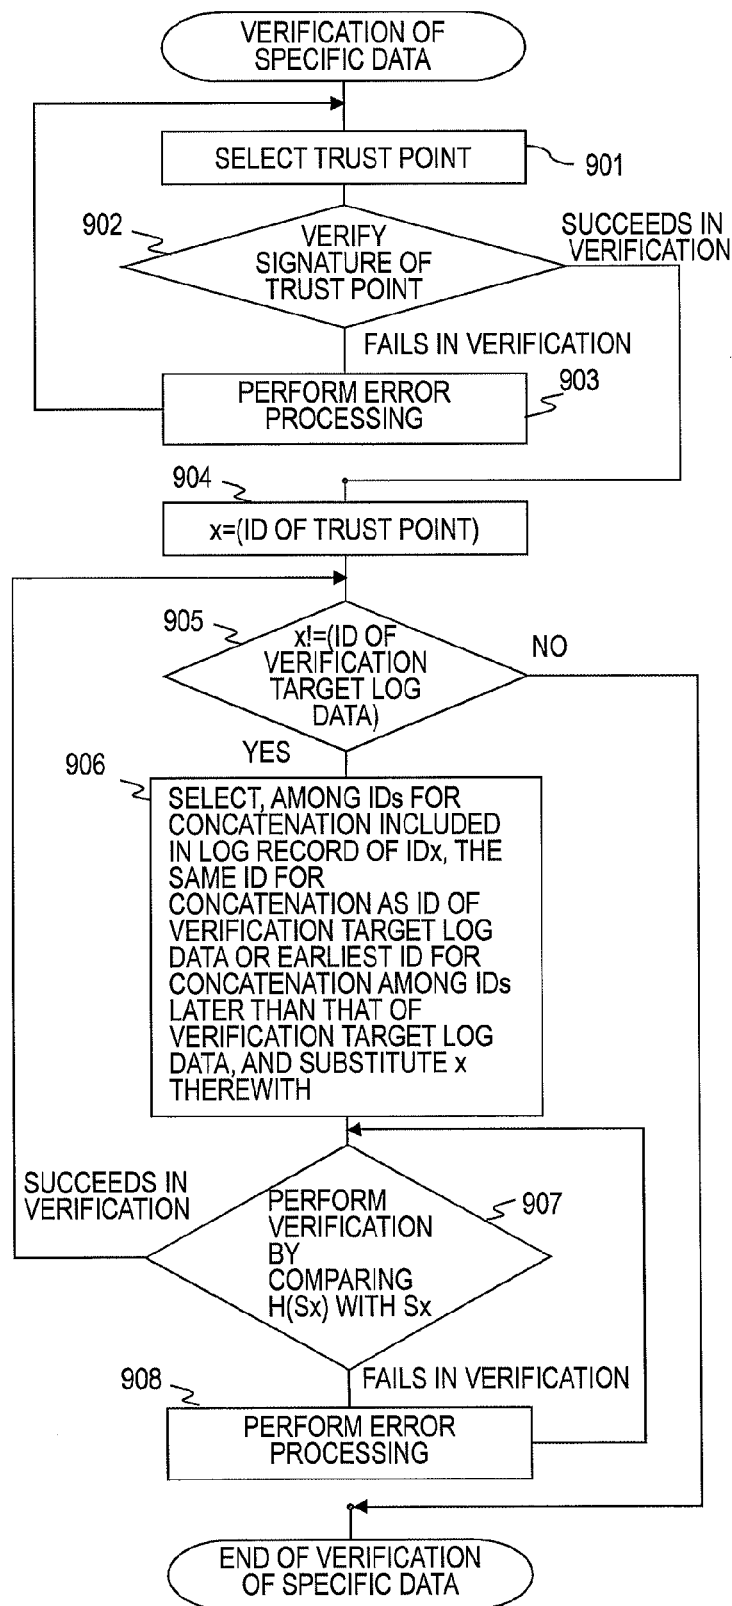 VERIFICATION OF
SPECIFIC DATA
SELECT TRUST POINT
901
902
VERIFY
SIGNATURE OF
TRUST POINT
SUCCEEDS IN
VERIFICATION
FAILS IN VERIFICATION
PERFORM ERROR
PROCESSING
903
904
x=(ID OF TRUST POINT)
905
x!=(ID OF
VERIFICATION
TARGET LOG
DATA)
NO
YES
906
SELECT, AMONG IDs FOR
CONCATENATION INCLUDED
IN LOG RECORD OF IDx, THE
SAME ID FOR
CONCATENATION AS ID OF
VERIFICATION TARGET LOG
DATA OR EARLIEST ID FOR
CONCATENATION AMONG IDs
LATER THAN THAT OF
VERIFICATION TARGET LOG
DATA, AND SUBSTITUTE x
THEREWITH
SUCCEEDS IN
VERIFICATION
PERFORM
VERIFICATION
BY
COMPARING
H(Sx) WITH Sx
907
FAILS IN VERIFICATION
908
PERFORM ERROR
PROCESSING
END OF VERIFICATION
OF SPECIFIC DATA